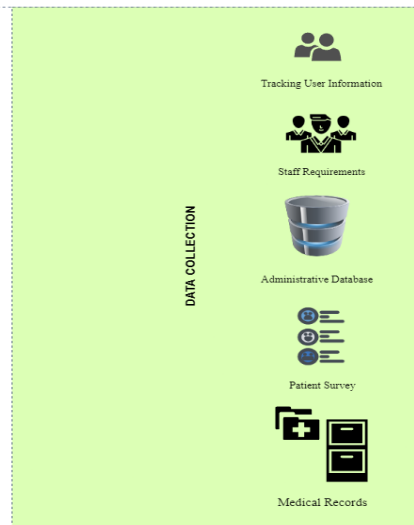 Tracking User Information
Staff Requirements
DATA COLLECTION
Administrative Database
Patient Survey
Medical Records